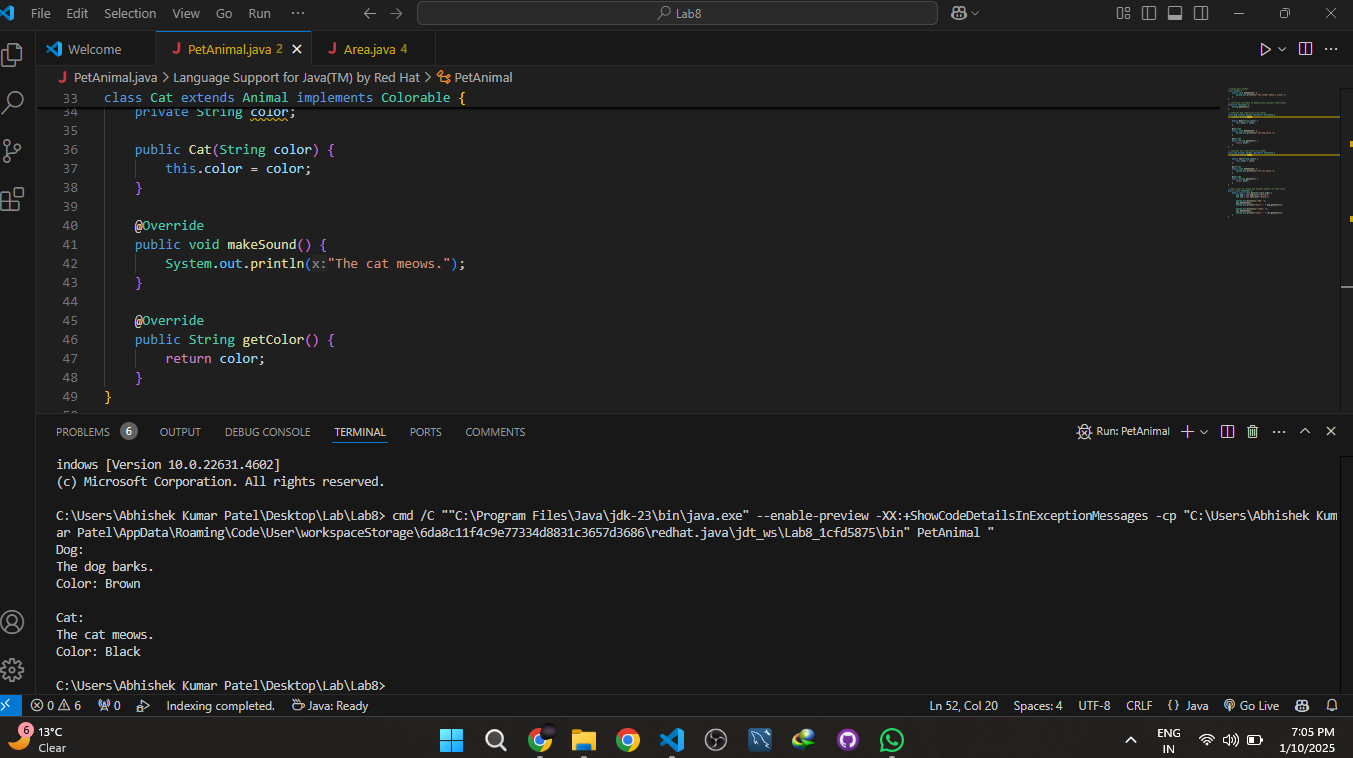 File Edit Selection View Go Run ··· Lab8
Welcome PetAnimal.java 2 Area.java 4
PetAnimal.java > Language Support for Java(TM) by Red Hat > PetAnimal
33 class Cat extends Animal implements Colorable {
34 private String color;
35
36 public Cat(String color) {
37 this.color = color;
38 }
39
40 @Override
41 public void makeSound() {
42 System.out.println(x:"The cat meows.");
43 }
44
45 @Override
46 public String getColor() {
47 return color;
48 }
49 }
PROBLEMS 6 OUTPUT DEBUG CONSOLE TERMINAL PORTS COMMENTS Run: PetAnimal
indows [Version 10.0.22631.4602]
(c) Microsoft Corporation. All rights reserved.
C:\Users\Abhishek Kumar Patel\Desktop\Lab\Lab8> cmd /C ""C:\Program Files\Java\jdk-23\bin\java.exe" --enable-preview -XX:+ShowCodeDetailsInExceptionMessages -cp "C:\Users\Abhishek Kum
ar Patel\AppData\Roaming\Code\User\workspaceStorage\6da8c11f4c9e77334d8831c3657d3686\redhat.java\jdt_ws\Lab8_1cfd5875\bin" PetAnimal "
Dog:
The dog barks.
Color: Brown
Cat:
The cat meows.
Color: Black
C:\Users\Abhishek Kumar Patel\Desktop\Lab\Lab8>
0 6 0 Indexing completed. Java: Ready Ln 52, Col 20 Spaces: 4 UTF-8 CRLF {} Java Go Live
6 13°C
Clear
ENG
IN
7:05 PM
1/10/2025